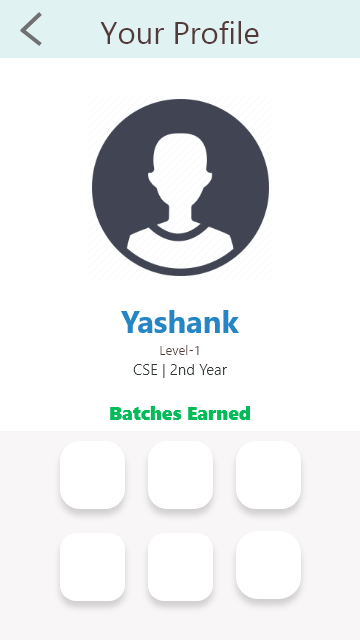 Your Profile
Yashank
Level-1
CSE | 2nd Year
Batches Earned